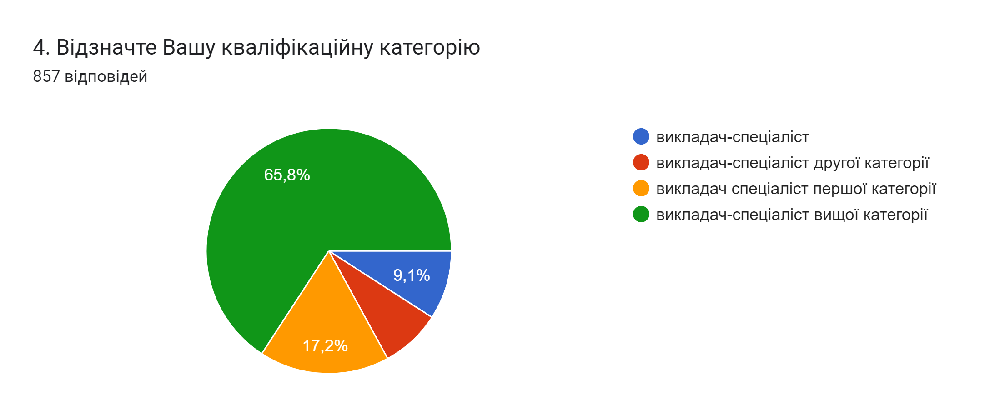 4. Відзначте Вашу кваліфікаційну категорію
857 відповідей
викладач-спеціаліст
викладач-спеціаліст другої категорії
викладач спеціаліст першої категорії
викладач-спеціаліст вищої категорії
65,8%
9,1%
17,2%